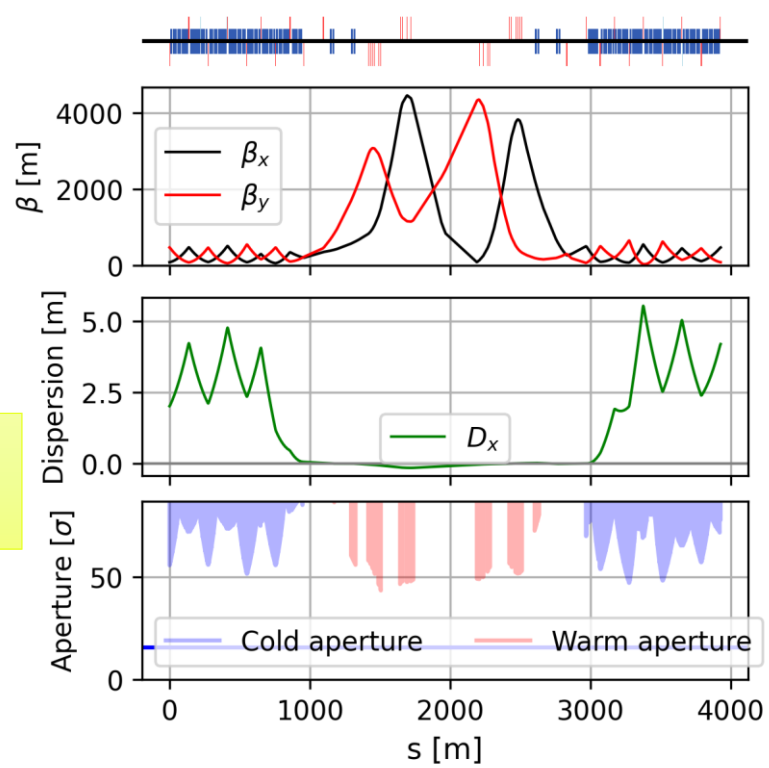 β [m]
4000
2000
0
βx
βy
Dispersion [m]
5.0
2.5
0.0
Dx
Aperture [σ]
50
0
Cold aperture
Warm aperture
0 1000 2000 3000 4000
s [m]